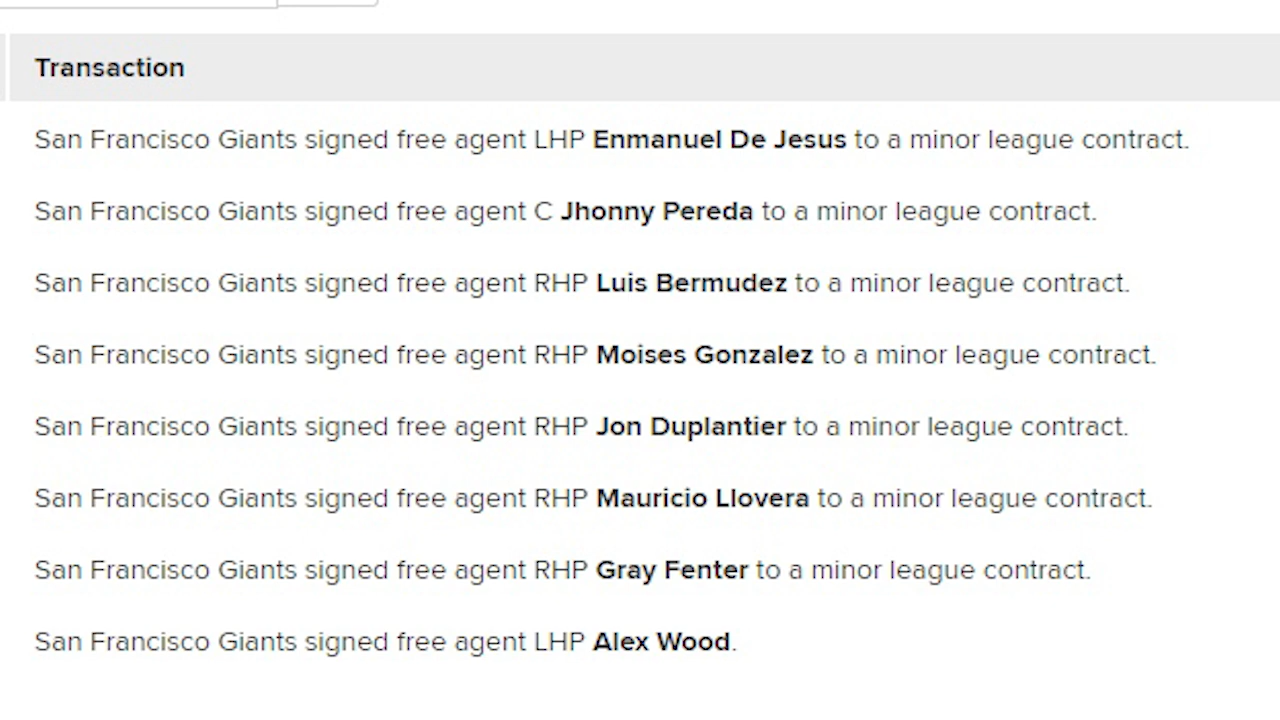 Transaction
San Francisco Giants signed free agent LHP Enmanuel De Jesus to a minor league contract.
San Francisco Giants signed free agent C Jhonny Pereda to a minor league contract.
San Francisco Giants signed free agent RHP Luis Bermudez to a minor league contract.
San Francisco Giants signed free agent RHP Moises Gonzalez to a minor league contract.
San Francisco Giants signed free agent RHP Jon Duplantier to a minor league contract.
San Francisco Giants signed free agent RHP Mauricio Llovera to a minor league contract.
San Francisco Giants signed free agent RHP Gray Fenter to a minor league contract.
San Francisco Giants signed free agent LHP Alex Wood.